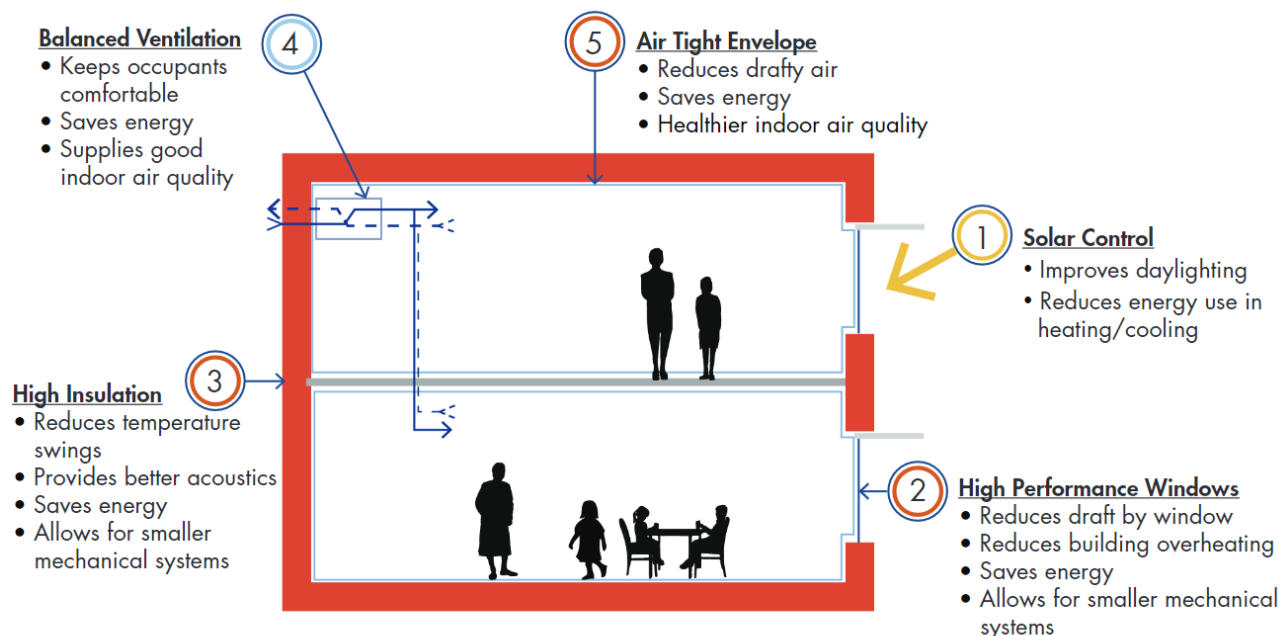 Balanced Ventilation
• Keeps occupants
comfortable
• Saves energy
• Supplies good
indoor air quality
4
5
Air Tight Envelope
• Reduces drafty air
• Saves energy
• Healthier indoor air quality
1
Solar Control
• Improves daylighting
• Reduces energy use in
heating/cooling
3
High Insulation
• Reduces temperature
swings
• Provides better acoustics
• Saves energy
• Allows for smaller
mechanical systems
2
High Performance Windows
• Reduces draft by window
• Reduces building overheating
• Saves energy
• Allows for smaller mechanical
systems